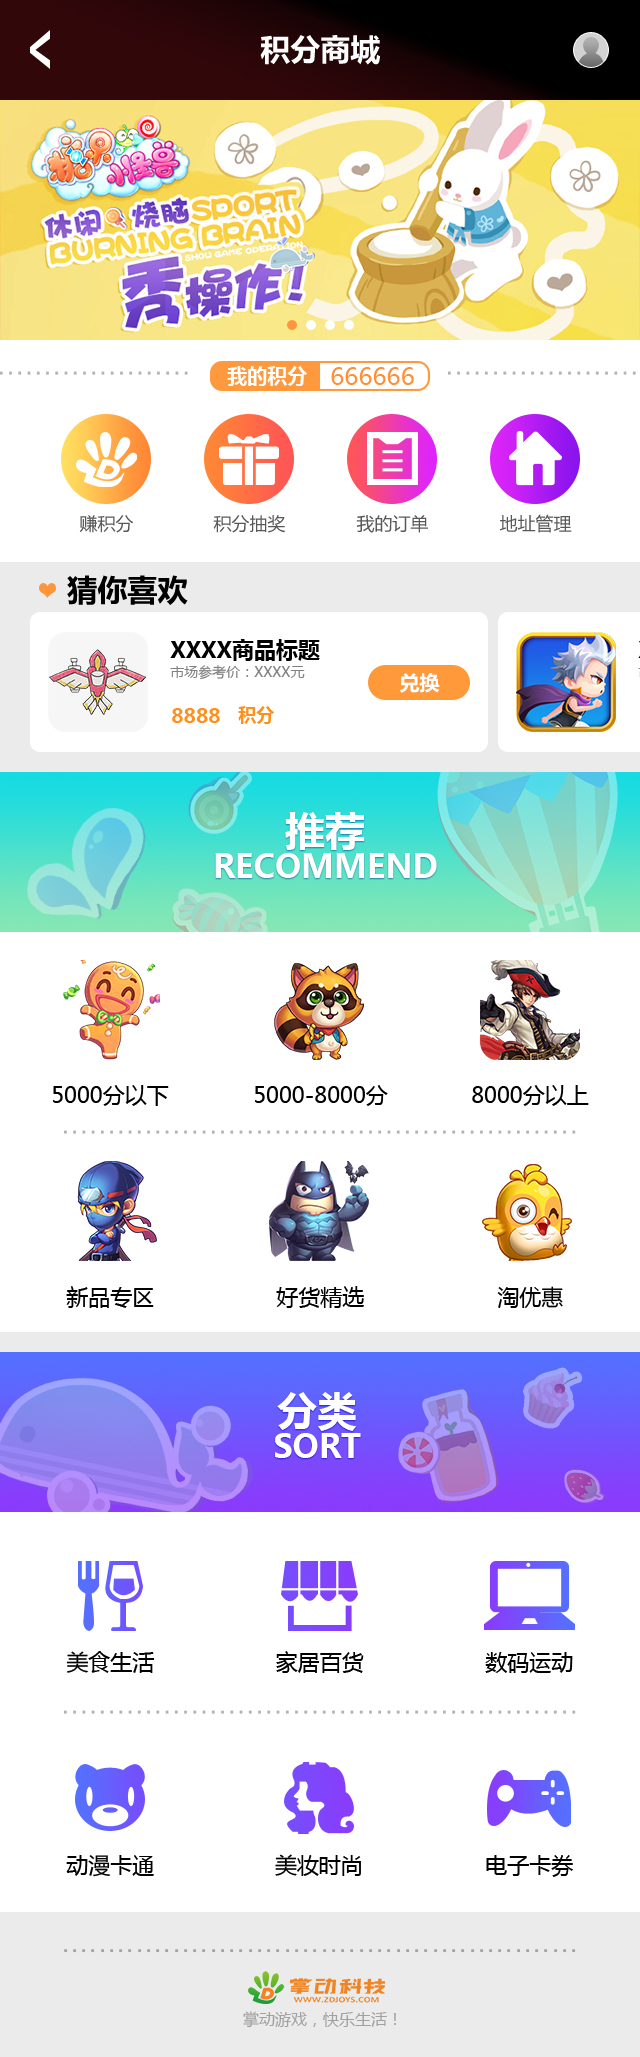 积分商城
桃果
小怪兽
休闲 烧脑 SPORT
BURNING BRAIN
SHOU GAME OPERATION
秀操作!
我的积分 666666
赚积分 积分抽奖 我的订单 地址管理
猜你喜欢
XXXX商品标题
市场参考价：XXXX元
兑换
8888 积分
推荐
RECOMMEND
5000分以下 5000-8000分 8000分以上
新品专区 好货精选 淘优惠
分类
SORT
美食生活 家居百货 数码运动
动漫卡通 美妆时尚 电子卡券
掌动科技
WWW.ZDJOYS.COM
掌动游戏，快乐生活！